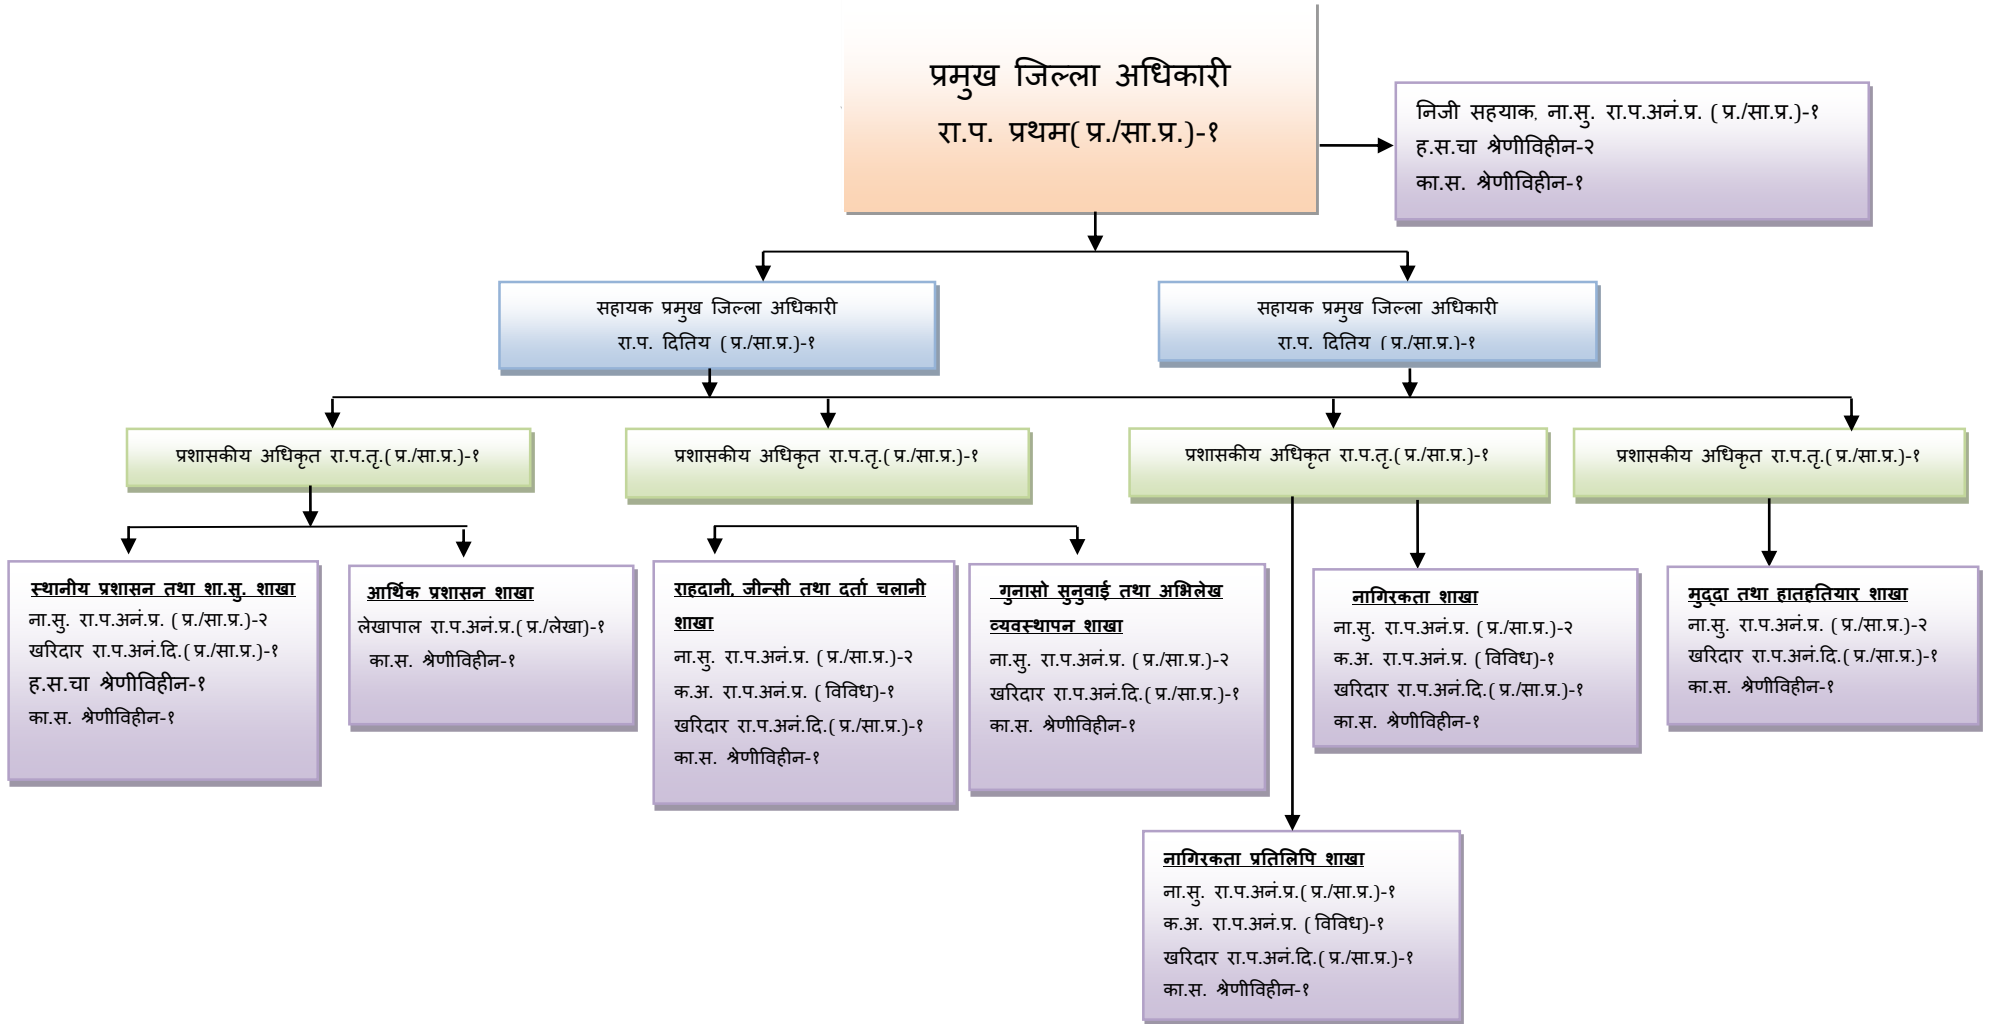 प्रमुख जिल्ला अधिकारी
रा.प. प्रथम(प्र./सा.प्र.)-१
निजी सहयाक, ना.सु. रा.प.अनं.प्र. (प्र./सा.प्र.)-१
ह.स.चा श्रेणीविहीन-२
का.स. श्रेणीविहीन-१
सहायक प्रमुख जिल्ला अधिकारी
रा.प. दितिय (प्र./सा.प्र.)-१
सहायक प्रमुख जिल्ला अधिकारी
रा.प. दितिय (प्र./सा.प्र.)-१
प्रशासकीय अधिकृत रा.प.तृ.(प्र./सा.प्र.)-१
प्रशासकीय अधिकृत रा.प.तृ.(प्र./सा.प्र.)-१
प्रशासकीय अधिकृत रा.प.तृ.(प्र./सा.प्र.)-१
प्रशासकीय अधिकृत रा.प.तृ.(प्र./सा.प्र.)-१
स्थानीय प्रशासन तथा शा.सु. शाखा
ना.सु. रा.प.अनं.प्र. (प्र./सा.प्र.)-२
खरिदार रा.प.अनं.दि.(प्र./सा.प्र.)-१
ह.स.चा श्रेणीविहीन-१
का.स. श्रेणीविहीन-१
आर्थिक प्रशासन शाखा
लेखापाल रा.प.अनं.प्र.(प्र./लेखा)-१
का.स. श्रेणीविहीन-१
राहदानी, जीन्सी तथा दर्ता चलानी
शाखा
ना.सु. रा.प.अनं.प्र. (प्र./सा.प्र.)-२
क.अ. रा.प.अनं.प्र. (विविध)-१
खरिदार रा.प.अनं.दि.(प्र./सा.प्र.)-१
का.स. श्रेणीविहीन-१
गुनासो सुनुवाई तथा अभिलेख
व्यवस्थापन शाखा
ना.सु. रा.प.अनं.प्र. (प्र./सा.प्र.)-२
खरिदार रा.प.अनं.दि.(प्र./सा.प्र.)-१
का.स. श्रेणीविहीन-१
नागिरकता शाखा
ना.सु. रा.प.अनं.प्र. (प्र./सा.प्र.)-२
क.अ. रा.प.अनं.प्र. (विविध)-१
खरिदार रा.प.अनं.दि.(प्र./सा.प्र.)-१
का.स. श्रेणीविहीन-१
मुद्दा तथा हातहतियार शाखा
ना.सु. रा.प.अनं.प्र. (प्र./सा.प्र.)-२
खरिदार रा.प.अनं.दि.(प्र./सा.प्र.)-१
का.स. श्रेणीविहीन-१
नागिरकता प्रतिलिपि शाखा
ना.सु. रा.प.अनं.प्र.(प्र./सा.प्र.)-१
क.अ. रा.प.अनं.प्र. (विविध)-१
खरिदार रा.प.अनं.दि.(प्र./सा.प्र.)-१
का.स. श्रेणीविहीन-१